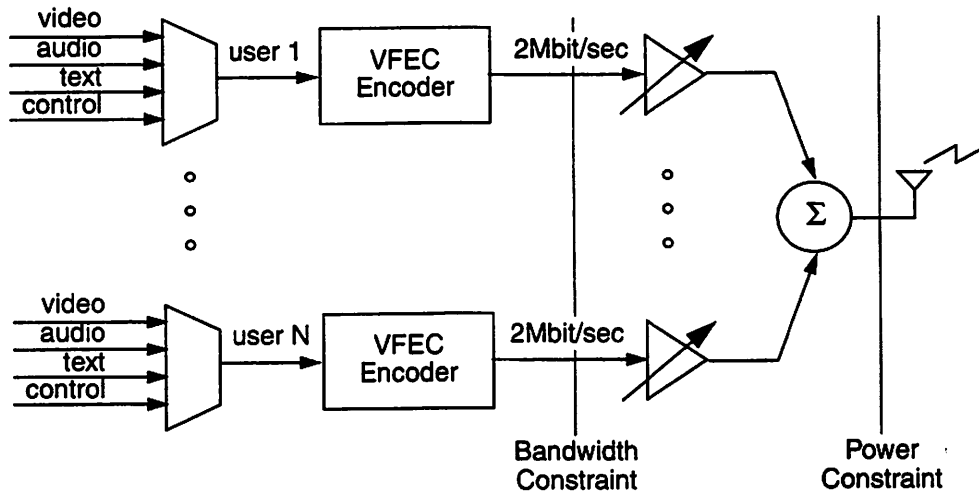 video
audio
text
control
user 1
VFEC
Encoder
2Mbit/sec
Σ
video
audio
text
control
user N
VFEC
Encoder
2Mbit/sec
Bandwidth
Constraint
Power
Constraint